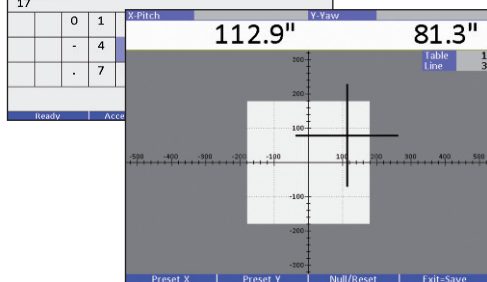 17
0 1
- 4
. 7
Ready Acce
X-Pitch Y-Yaw
112.9" 81.3"
Table 1
Line 3
300
200
100
-500 -400 -300 -200 -100 100 200 300 400 500
-100
-200
-300
Preset X Preset Y Null/Reset Exit=Save